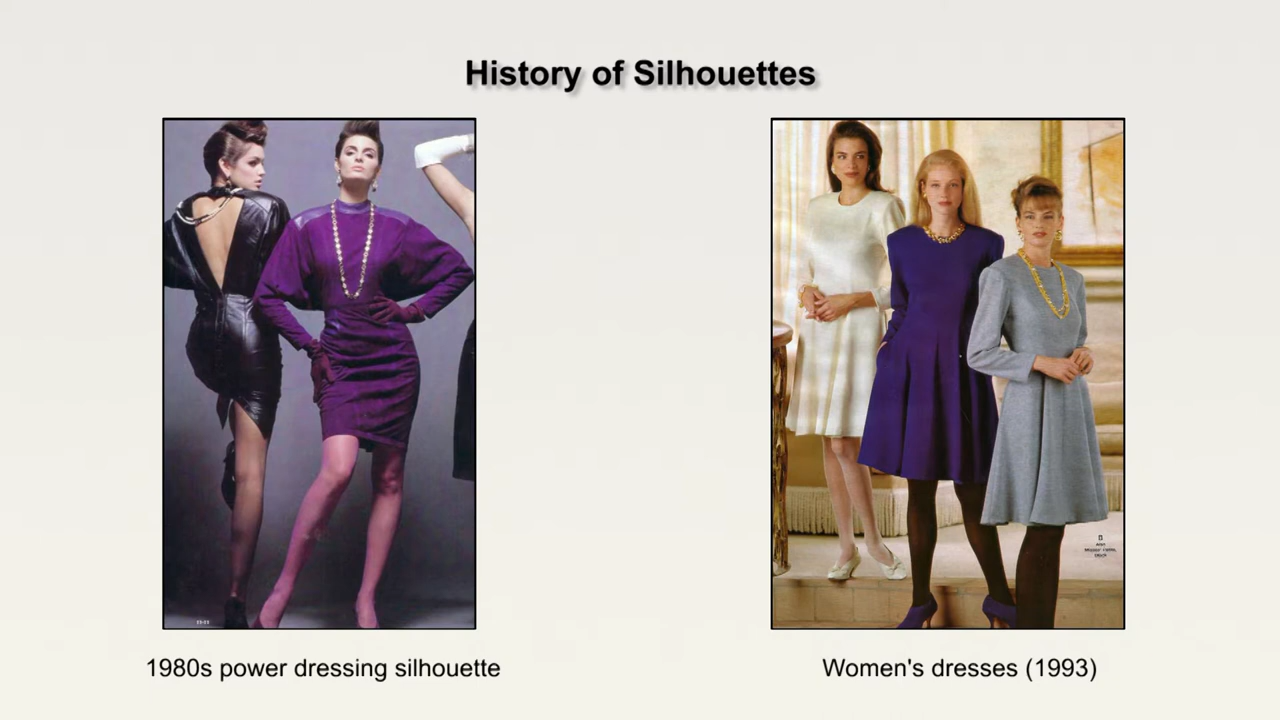 History of Silhouettes
1980s power dressing silhouette
Women's dresses (1993)